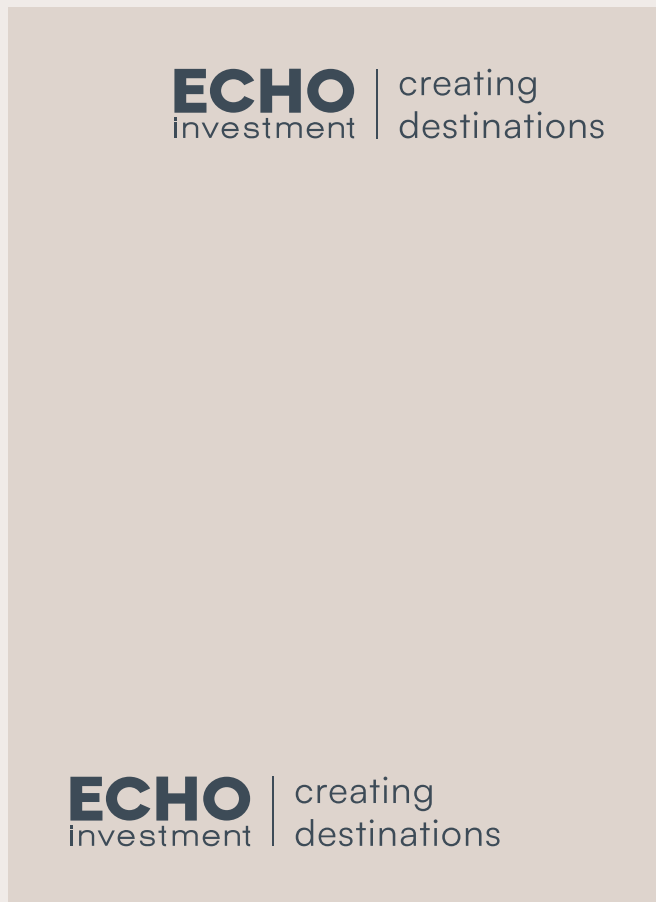 ECHO
investment
creating
destinations
ECHO
investment
creating
destinations